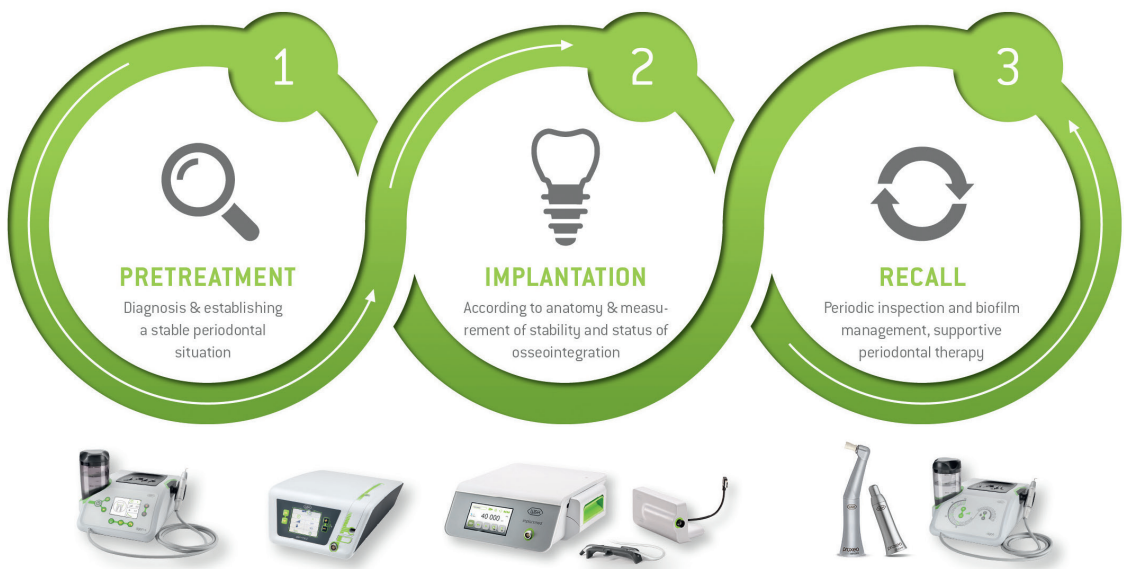 1
2
3
PRETREATMENT
Diagnosis & establishing
a stable periodontal
situation
IMPLANTATION
According to anatomy & measu-
rement of stability and status of
osseointegration
RECALL
Periodic inspection and biofilm
management, supportive
periodontal therapy
40 000
proxeo